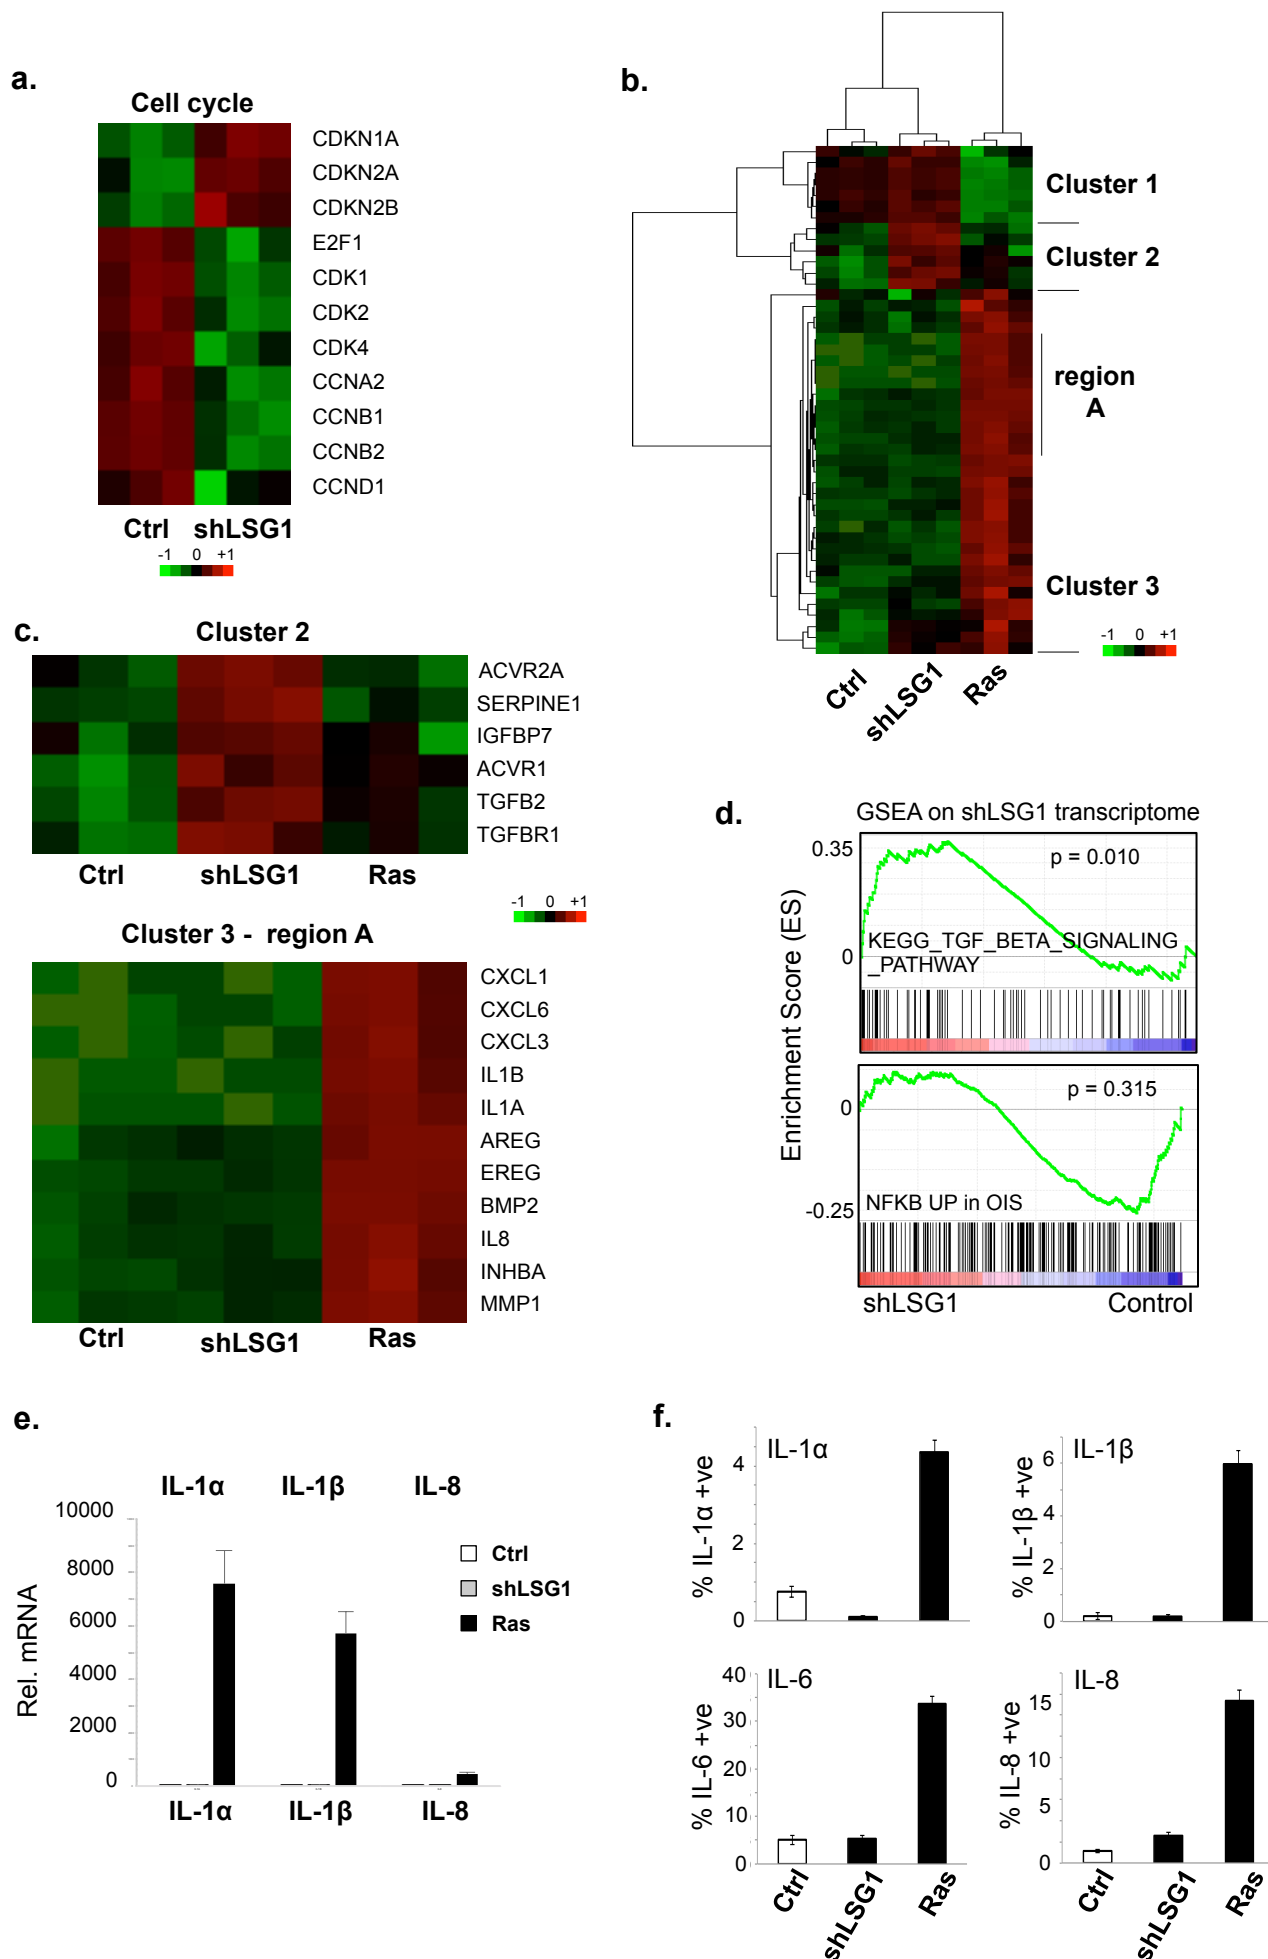 a.
Cell cycle
CDKN1A
CDKN2A
CDKN2B
E2F1
CDK1
CDK2
CDK4
CCNA2
CCNB1
CCNB2
CCND1
Ctrl shLSG1
-1 0 +1
b.
Cluster 1
Cluster 2
region
A
Cluster 3
-1 0 +1
Ctrl
shLSG1
Ras
c.
Cluster 2
ACVR2A
SERPINE1
IGFBP7
ACVR1
TGFB2
TGFBR1
Ctrl shLSG1 Ras
-1 0 +1
Cluster 3 - region A
CXCL1
CXCL6
CXCL3
IL1B
IL1A
AREG
EREG
BMP2
IL8
INHBA
MMP1
Ctrl shLSG1 Ras
d.
GSEA on shLSG1 transcriptome
Enrichment Score (ES)
0.35
p = 0.010
0
KEGG_TGF_BETA_SIGNALING
_PATHWAY
0
p = 0.315
-0.25
NFKB UP in OIS
shLSG1 Control
e.
IL-1α IL-1β IL-8
Rel. mRNA
10000
8000
6000
4000
2000
0
Ctrl
shLSG1
Ras
IL-1α IL-1β IL-8
f.
IL-1α
% IL-1α +ve
4
2
0
IL-1β
% IL-1β +ve
6
4
2
0
IL-6
% IL-6 +ve
40
30
20
10
0
Ctrl
shLSG1
Ras
IL-8
% IL-8 +ve
15
10
5
0
Ctrl
shLSG1
Ras